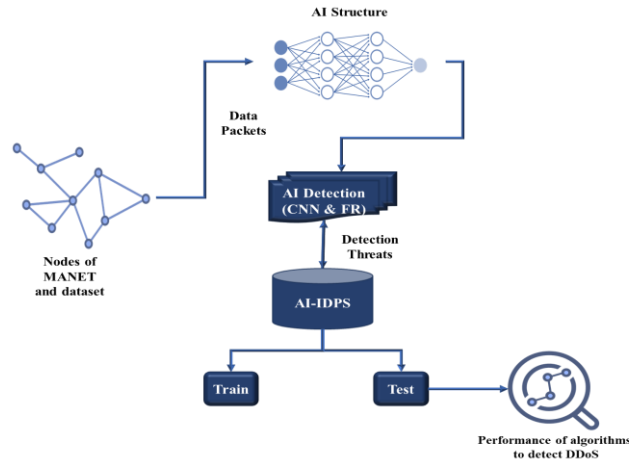 AI Structure
Data
Packets
AI Detection
(CNN & FR)
Nodes of
MANET
and dataset
Detection
Threats
AI-IDPS
Train
Test
Performance of algorithms
to detect DDoS